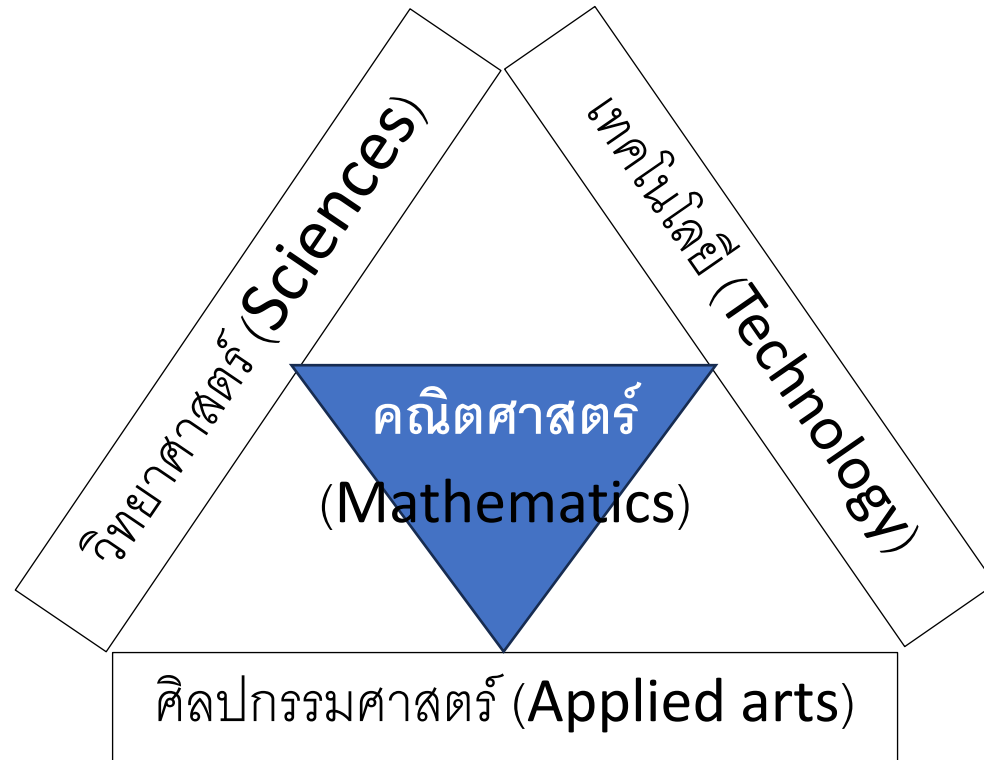 วิทยาศาสตร์ (Sciences)
เทคโนโลยี (Technology)
คณิตศาสตร์
(Mathematics)
ศิลปกรรมศาสตร์ (Applied arts)